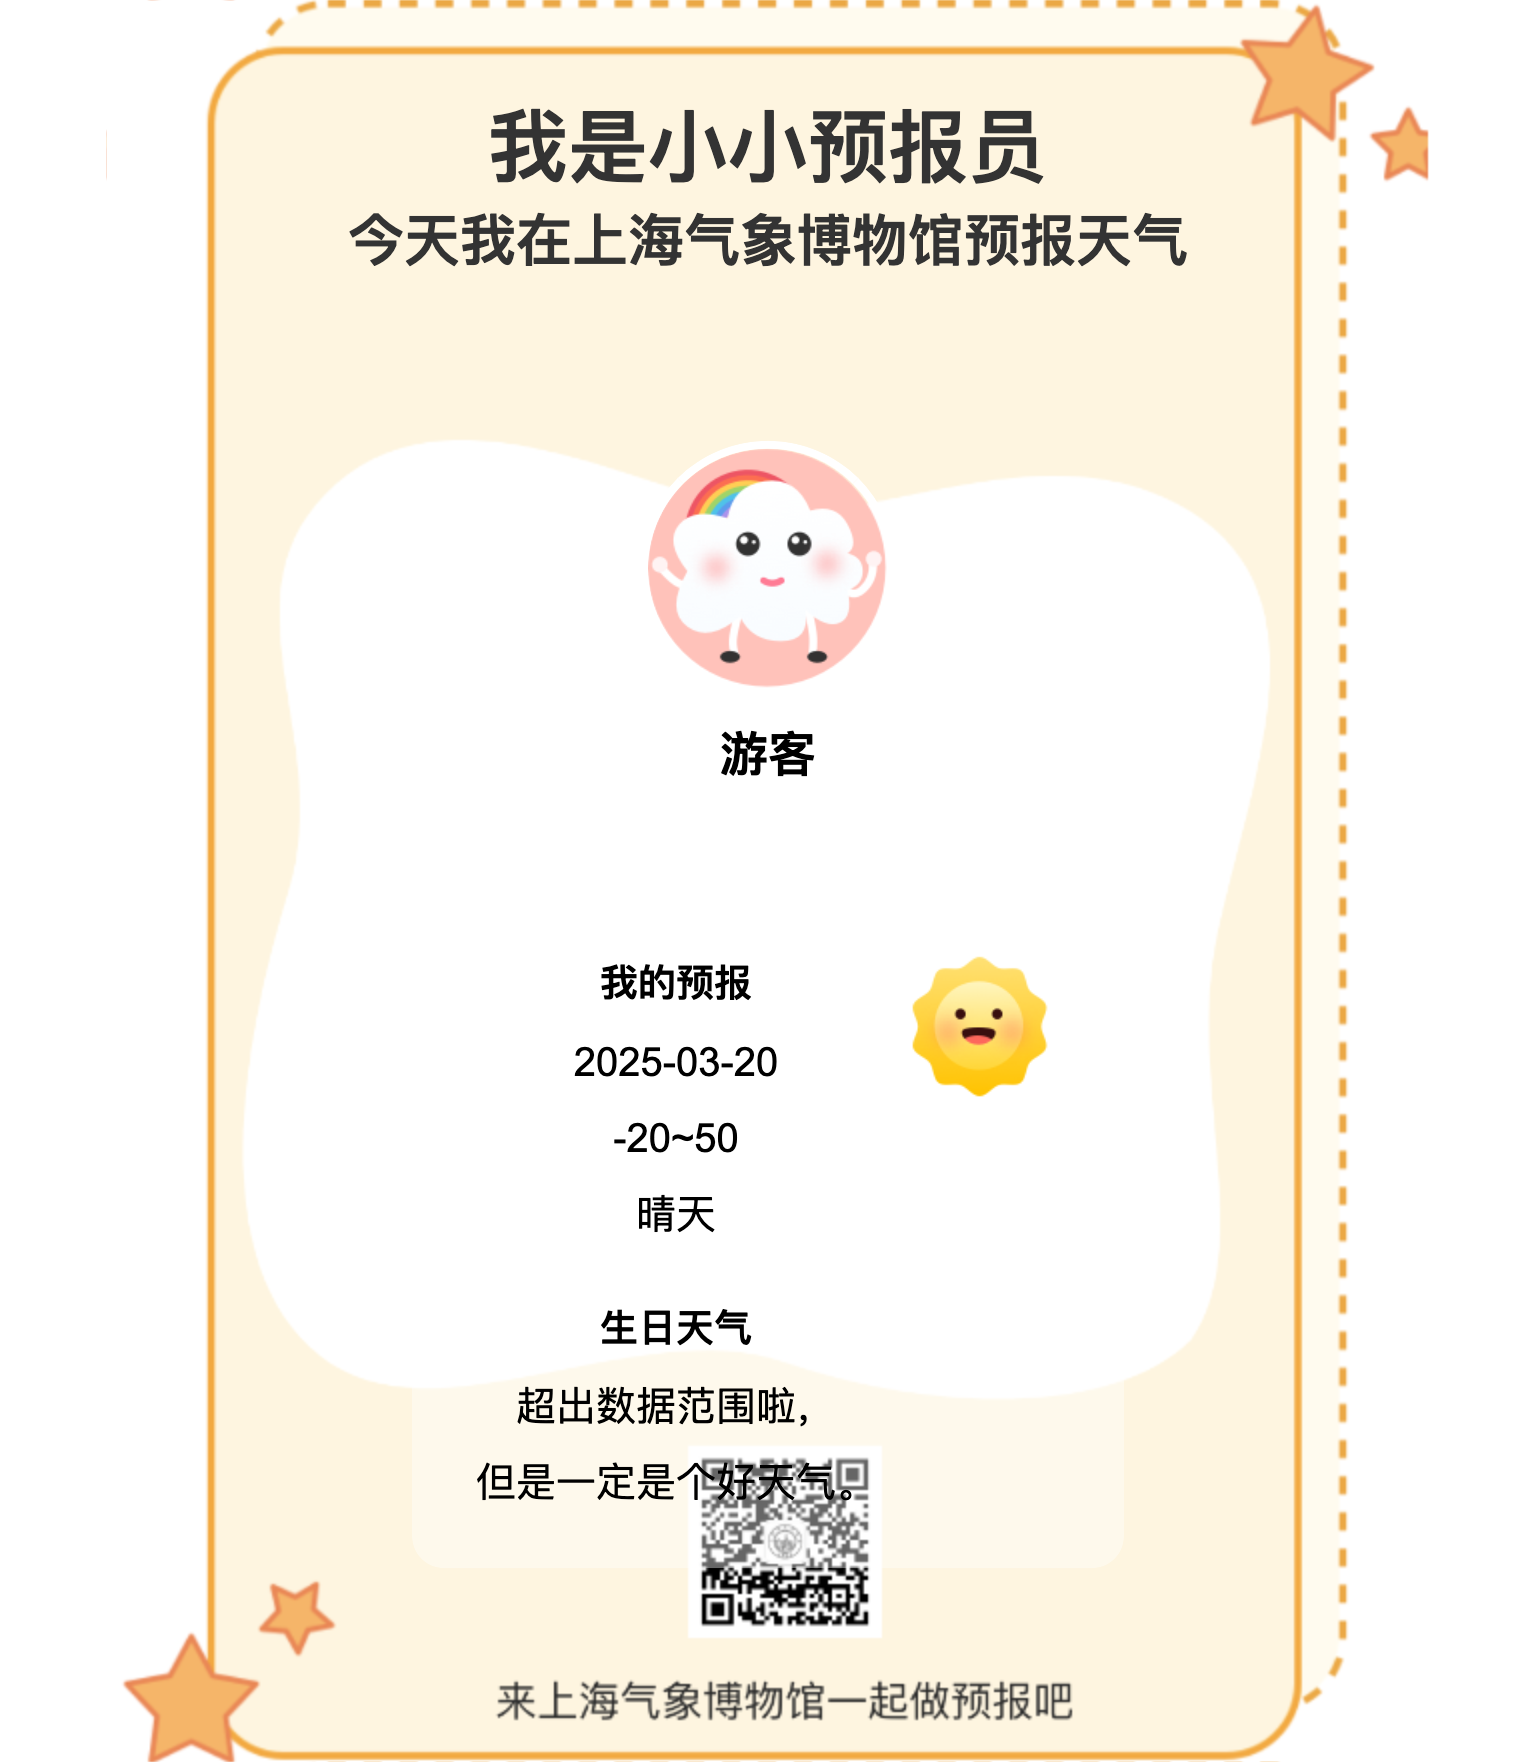 我是小小预报员
今天我在上海气象博物馆预报天气
游客
我的预报
2025-03-20
-20~50
晴天
生日天气
超出数据范围啦，
但是一定是个好天气。
来上海气象博物馆一起做预报吧